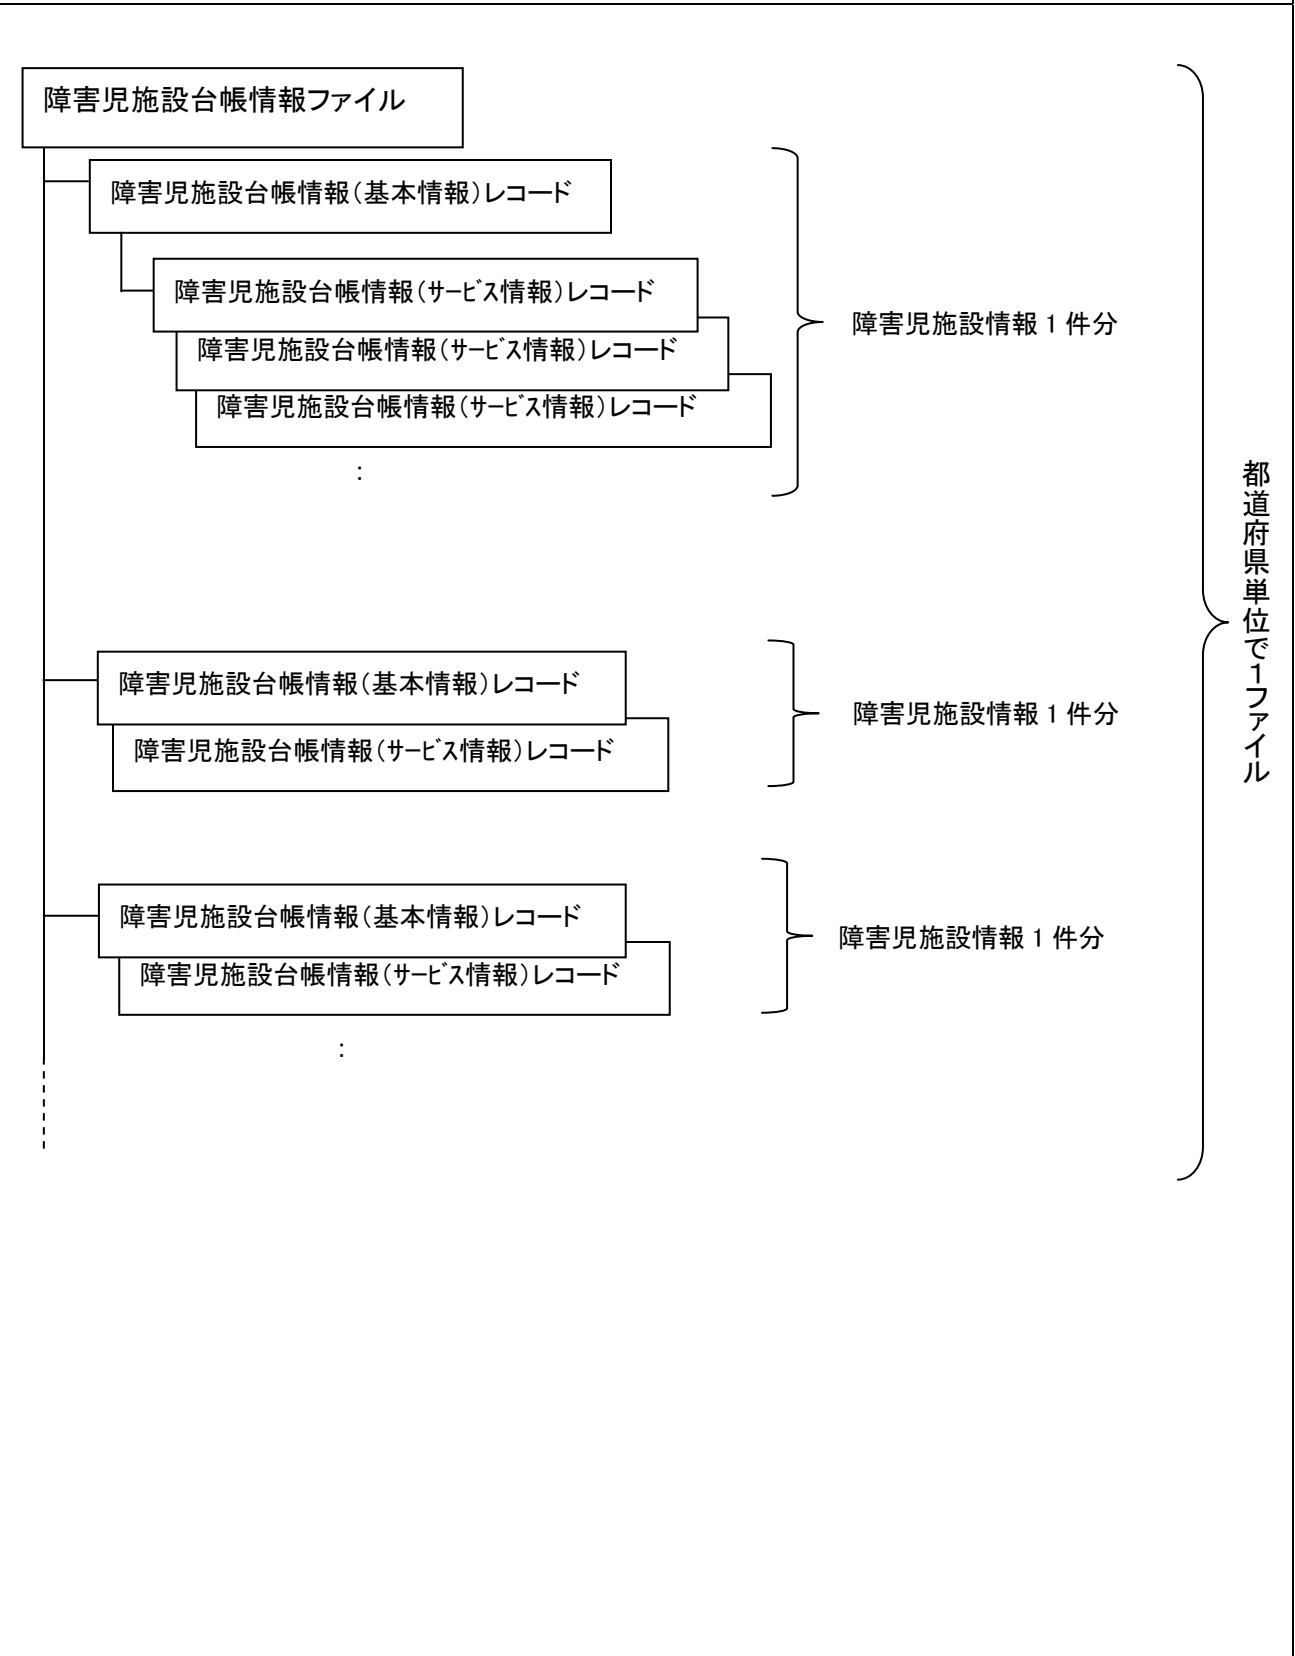 障害児施設台帳情報ファイル
障害児施設台帳情報（基本情報）レコード
障害児施設台帳情報（ｻｰﾋﾞｽ情報）レコード
障害児施設情報 1 件分
障害児施設台帳情報（ｻｰﾋﾞｽ情報）レコード
障害児施設台帳情報（ｻｰﾋﾞｽ情報）レコード
：
障害児施設台帳情報（基本情報）レコード
障害児施設情報 1 件分
障害児施設台帳情報（ｻｰﾋﾞｽ情報）レコード
障害児施設台帳情報（基本情報）レコード
障害児施設情報 1 件分
障害児施設台帳情報（ｻｰﾋﾞｽ情報）レコード
：
都道府県単位で１ファイル